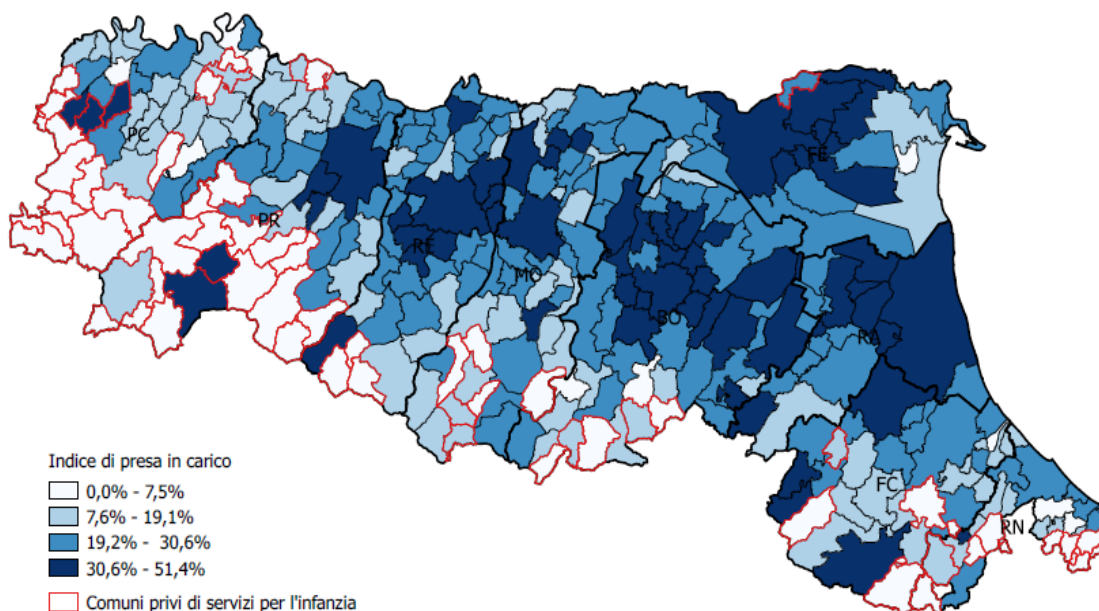 FE
PC
PR
RE
MO
BO
RA
FC
RN
Indice di presa in carico
0,0% - 7,5%
7,6% - 19,1%
19,2% - 30,6%
30,6% - 51,4%
Comuni privi di servizi per l'infanzia